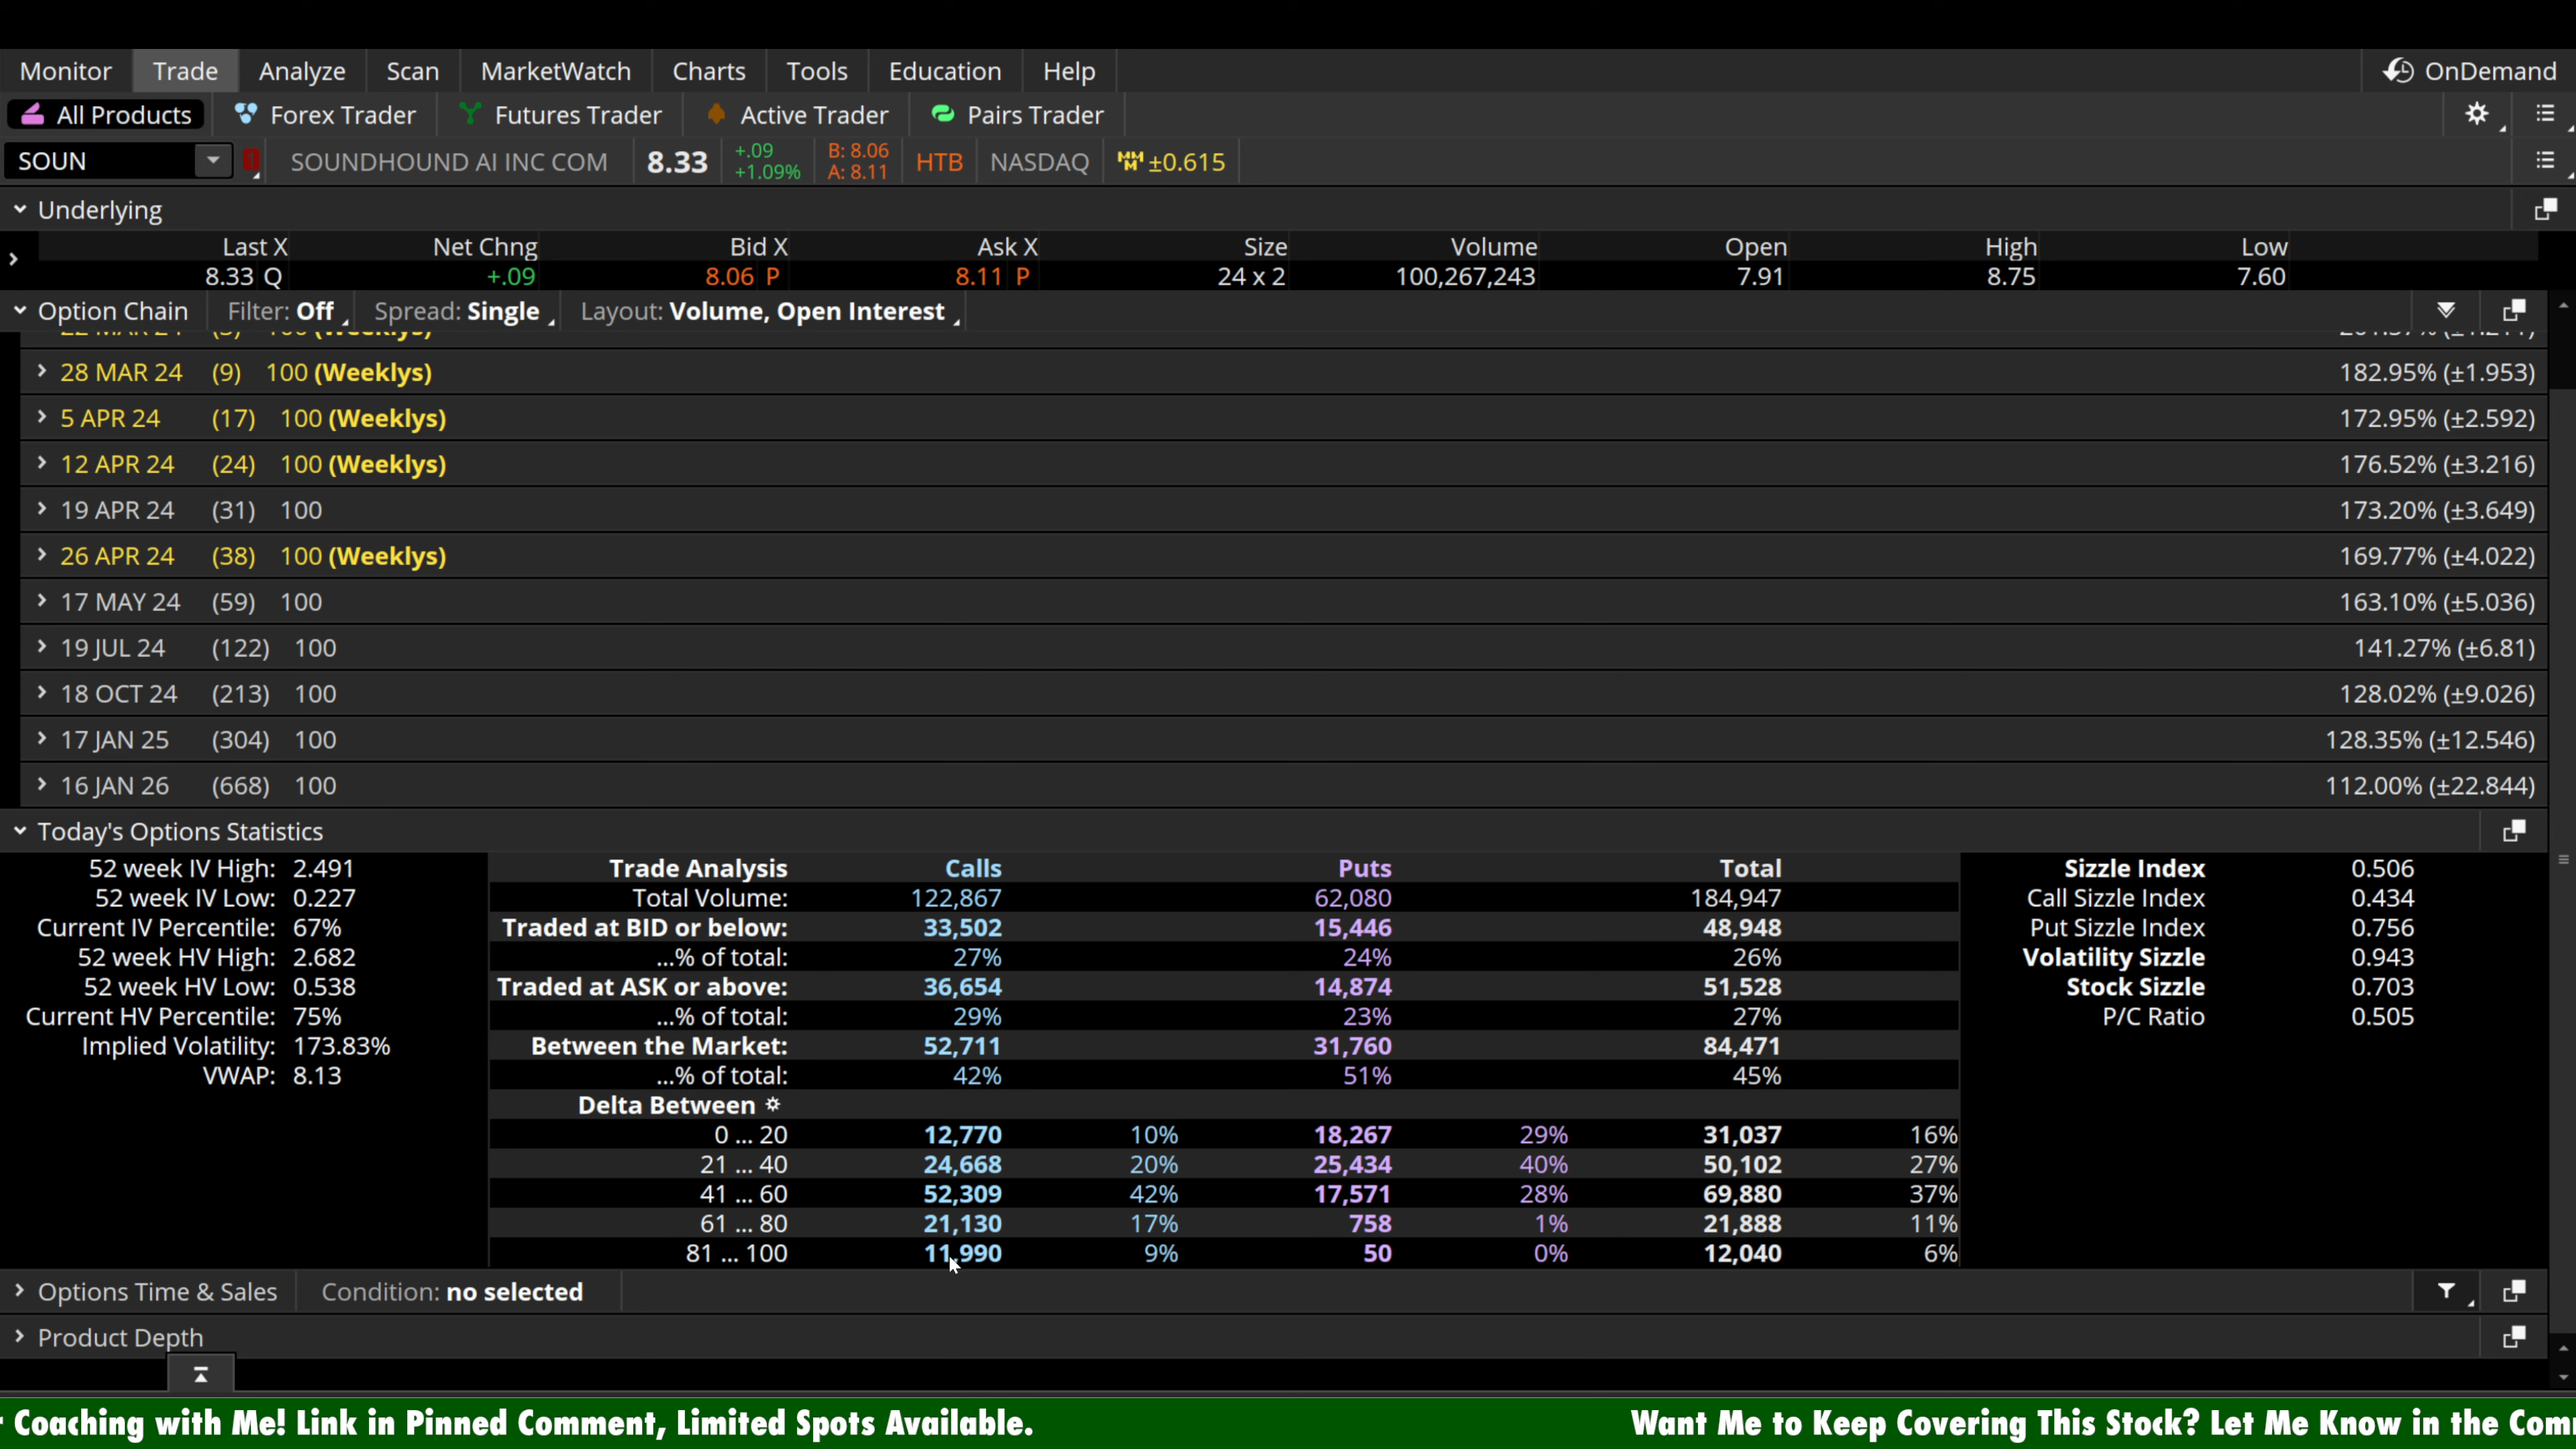 Monitor Trade Analyze Scan MarketWatch Charts Tools Education Help OnDemand
All Products Forex Trader Futures Trader Active Trader Pairs Trader
SOUN SOUNDHOUND AI INC COM 8.33 +.09 +1.09% B: 8.06 A: 8.11 HTB NASDAQ ±0.615
Underlying
Last X Net Chng Bid X Ask X Size Volume Open High Low
8.33 Q +.09 8.06 P 8.11 P 24 x 2 100,267,243 7.91 8.75 7.60
Option Chain Filter: Off Spread: Single Layout: Volume, Open Interest
28 MAR 24 (9) 100 (Weeklys) 182.95% (±1.953)
5 APR 24 (17) 100 (Weeklys) 172.95% (±2.592)
12 APR 24 (24) 100 (Weeklys) 176.52% (±3.216)
19 APR 24 (31) 100 173.20% (±3.649)
26 APR 24 (38) 100 (Weeklys) 169.77% (±4.022)
17 MAY 24 (59) 100 163.10% (±5.036)
19 JUL 24 (122) 100 141.27% (±6.81)
18 OCT 24 (213) 100 128.02% (±9.026)
17 JAN 25 (304) 100 128.35% (±12.546)
16 JAN 26 (668) 100 112.00% (±22.844)
Today's Options Statistics
52 week IV High: 2.491 Trade Analysis Calls Puts Total Sizzle Index 0.506
52 week IV Low: 0.227 Total Volume: 122,867 62,080 184,947 Call Sizzle Index 0.434
Current IV Percentile: 67% Traded at BID or below: 33,502 15,446 48,948 Put Sizzle Index 0.756
52 week HV High: 2.682 ...% of total: 27% 24% 26% Volatility Sizzle 0.943
52 week HV Low: 0.538 Traded at ASK or above: 36,654 14,874 51,528 Stock Sizzle 0.703
Current HV Percentile: 75% ...% of total: 29% 23% 27% P/C Ratio 0.505
Implied Volatility: 173.83% Between the Market: 52,711 31,760 84,471
VWAP: 8.13 ...% of total: 42% 51% 45%
Delta Between
0 ... 20 12,770 10% 18,267 29% 31,037 16%
21 ... 40 24,668 20% 25,434 40% 50,102 27%
41 ... 60 52,309 42% 17,571 28% 69,880 37%
61 ... 80 21,130 17% 758 1% 21,888 11%
81 ... 100 11,990 9% 50 0% 12,040 6%
Options Time & Sales Condition: no selected
Product Depth
Coaching with Me! Link in Pinned Comment, Limited Spots Available. Want Me to Keep Covering This Stock? Let Me Know in the Com